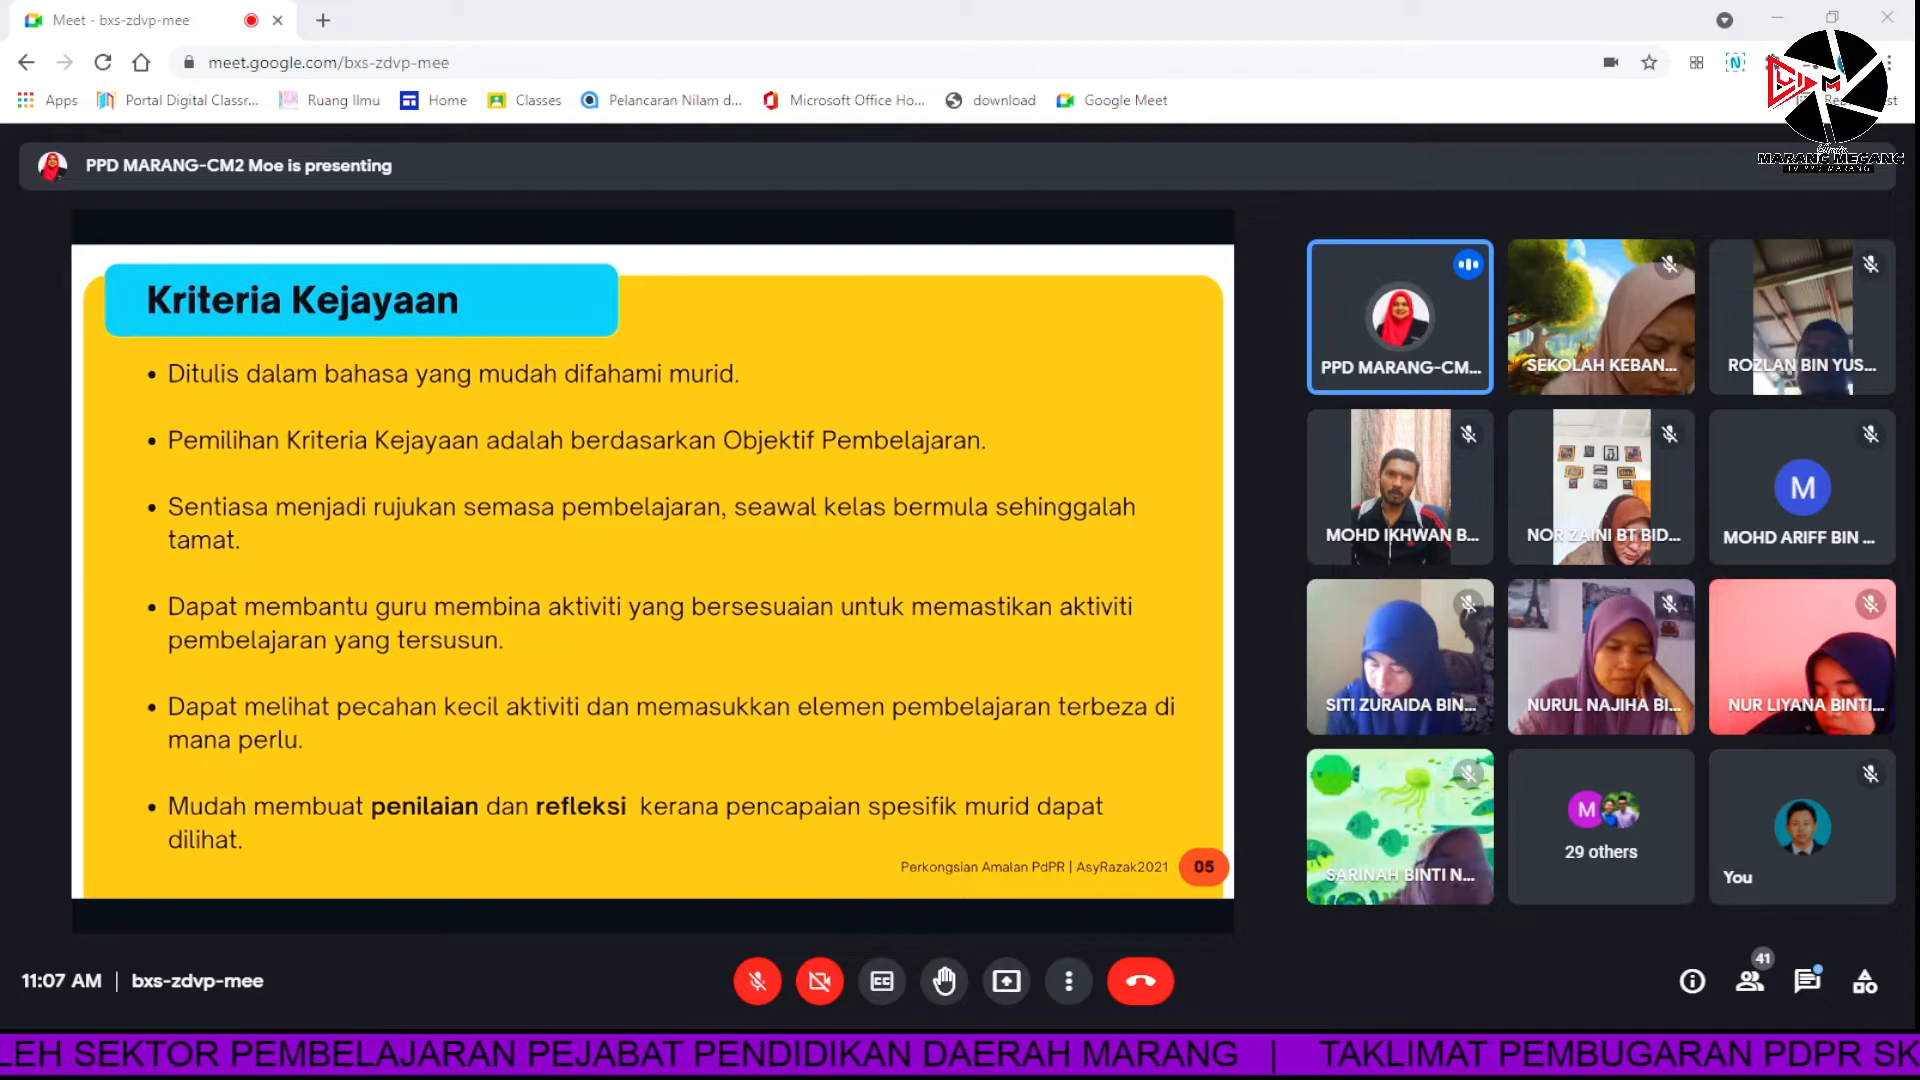 Meet - bxs-zdvp-mee
meet.google.com/bxs-zdvp-mee
Apps
Portal Digital Classr...
Ruang Ilmu
Home
Classes
Pelancaran Nilam d...
Microsoft Office Ho...
download
Google Meet
MARANG MEGANG
TV PPD MARANG
PPD MARANG-CM2 Moe is presenting
Kriteria Kejayaan
• Ditulis dalam bahasa yang mudah difahami murid.
• Pemilihan Kriteria Kejayaan adalah berdasarkan Objektif Pembelajaran.
• Sentiasa menjadi rujukan semasa pembelajaran, seawal kelas bermula sehinggalah
tamat.
• Dapat membantu guru membina aktiviti yang bersesuaian untuk memastikan aktiviti
pembelajaran yang tersusun.
• Dapat melihat pecahan kecil aktiviti dan memasukkan elemen pembelajaran terbeza di
mana perlu.
• Mudah membuat penilaian dan refleksi kerana pencapaian spesifik murid dapat
dilihat.
Perkongsian Amalan PdPR | AsyRazak2021
05
PPD MARANG-CM...
SEKOLAH KEBAN...
ROZLAN BIN YUS...
MOHD IKHWAN B...
NOR ZAINI BT BID...
M
MOHD ARIFF BIN ...
SITI ZURAIDA BIN...
NURUL NAJIHA BI...
NUR LIYANA BINTI...
SARINAH BINTI N...
M
29 others
You
11:07 AM | bxs-zdvp-mee
41
LEH SEKTOR PEMBELAJARAN PEJABAT PENDIDIKAN DAERAH MARANG | TAKLIMAT PEMBUGARAN PDPR SK